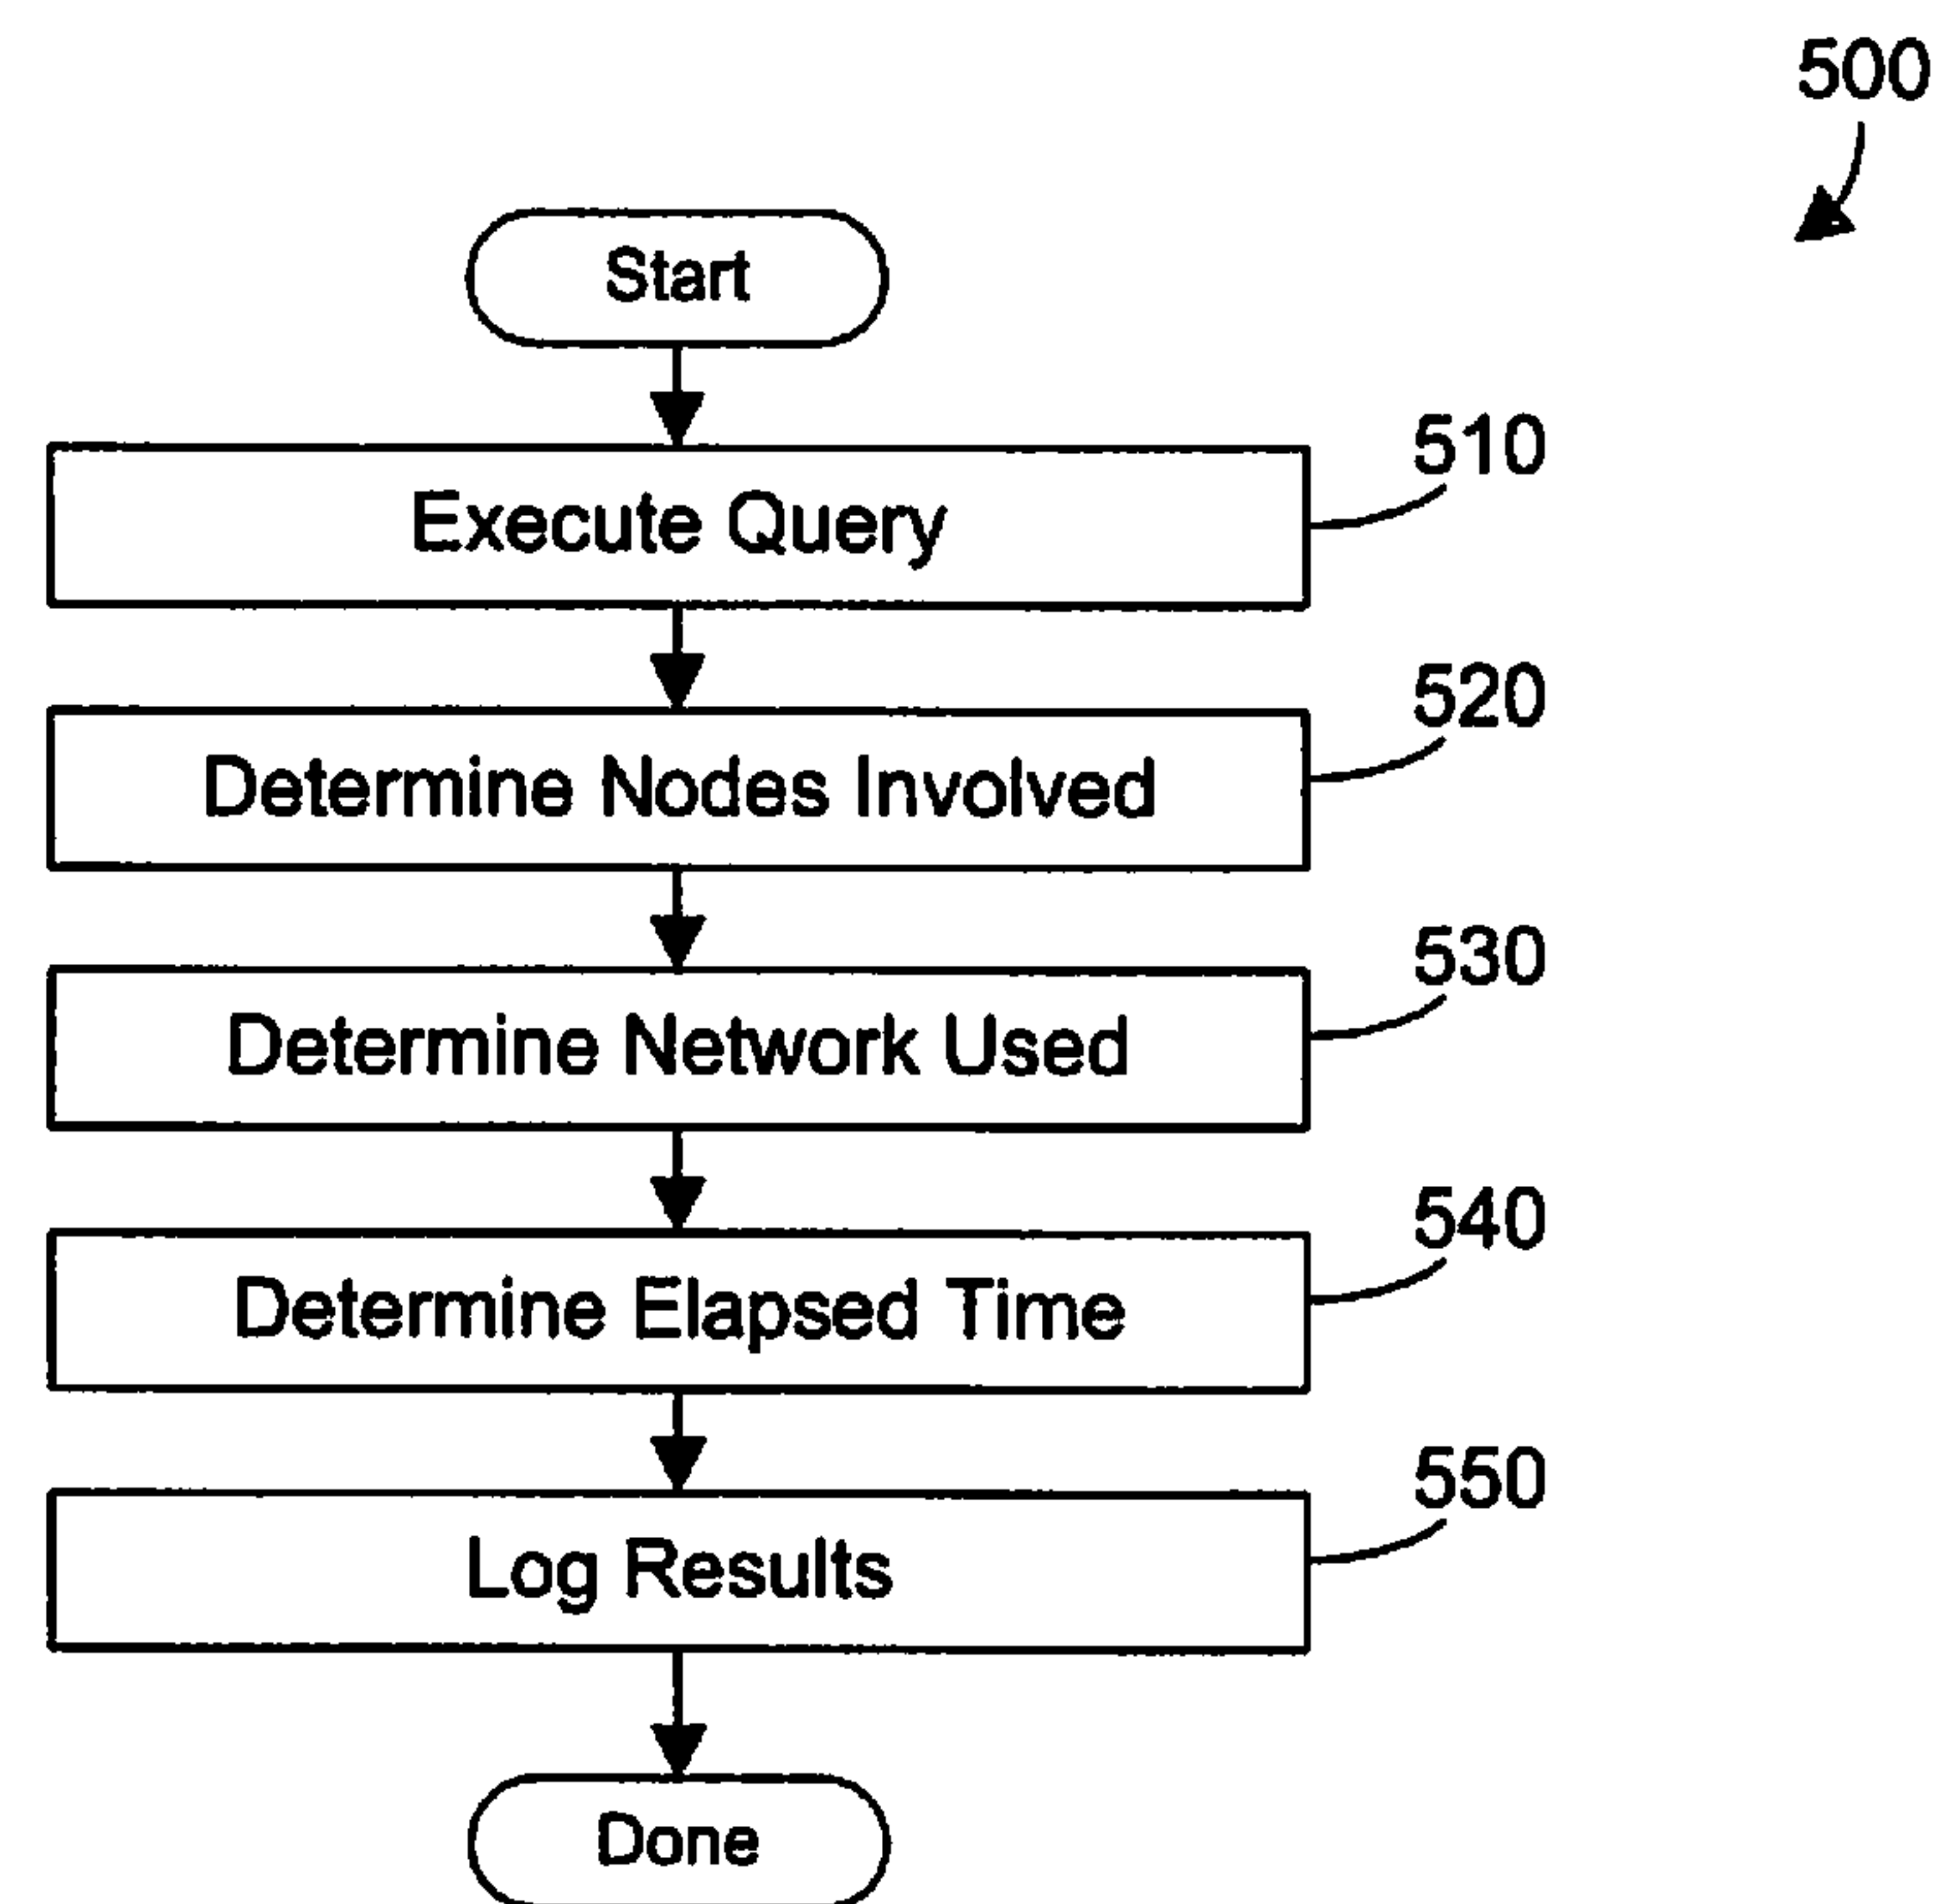 500
Start
510
Execute Query
520
Determine Nodes Involved
530
Determine Network Used
540
Determine Elapsed Time
550
Log Results
Done